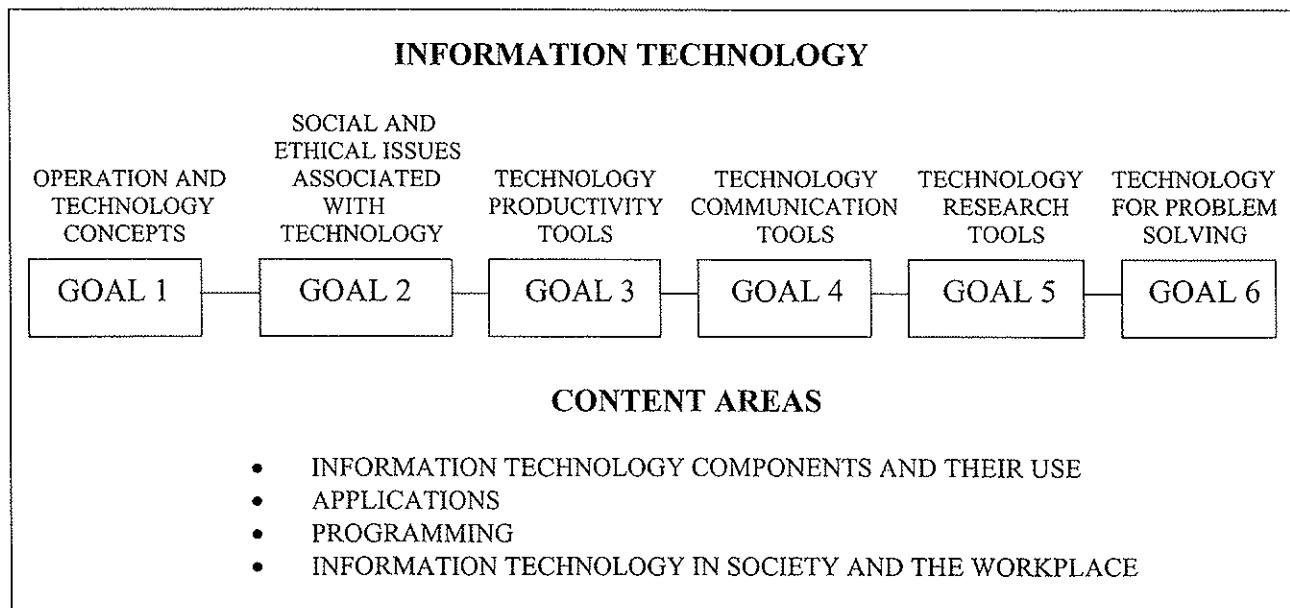 INFORMATION TECHNOLOGY
OPERATION AND
TECHNOLOGY
CONCEPTS
GOAL 1
SOCIAL AND
ETHICAL ISSUES
ASSOCIATED
WITH
TECHNOLOGY
GOAL 2
TECHNOLOGY
PRODUCTIVITY
TOOLS
GOAL 3
TECHNOLOGY
COMMUNICATION
TOOLS
GOAL 4
TECHNOLOGY
RESEARCH
TOOLS
GOAL 5
TECHNOLOGY
FOR PROBLEM
SOLVING
GOAL 6
CONTENT AREAS
• INFORMATION TECHNOLOGY COMPONENTS AND THEIR USE
• APPLICATIONS
• PROGRAMMING
• INFORMATION TECHNOLOGY IN SOCIETY AND THE WORKPLACE